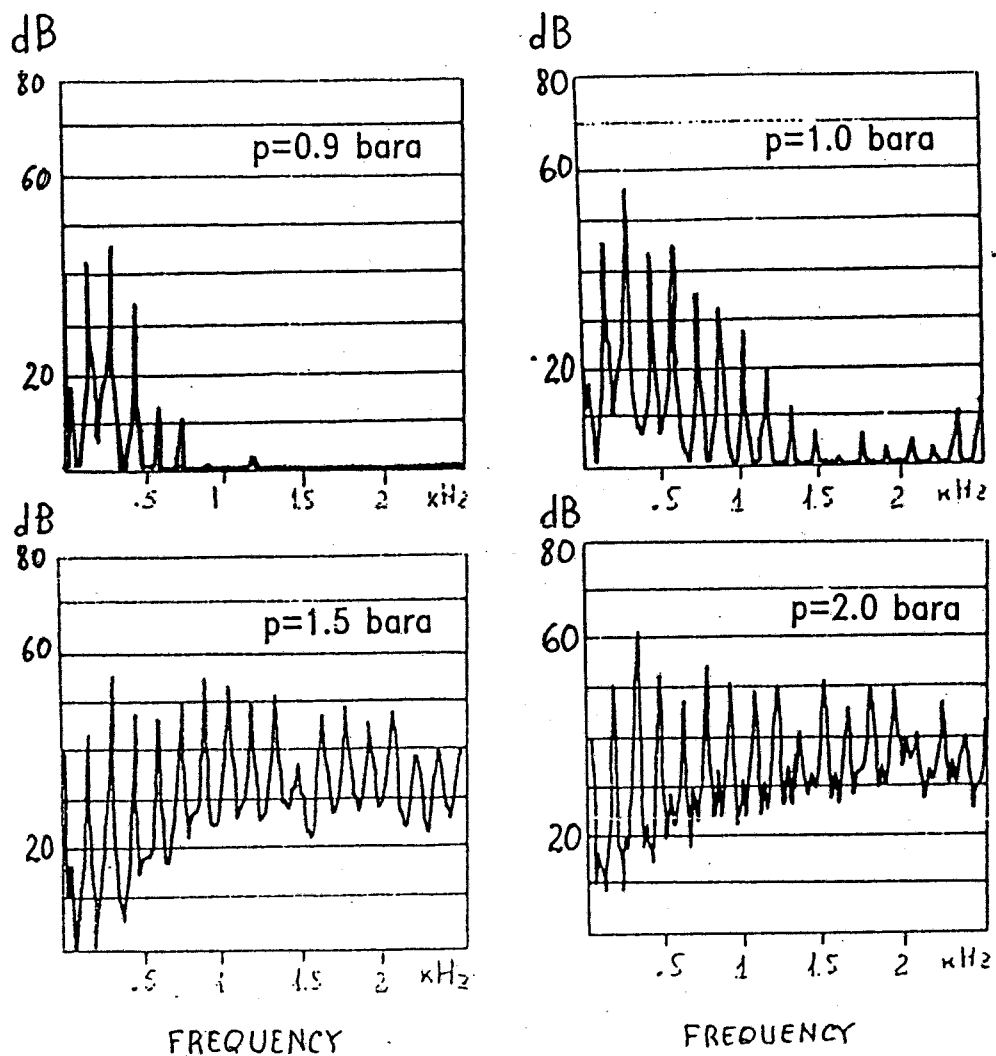 dB
80
p=0.9 bara
60
20
.5 1 1.5 2 kHz
dB
80
p=1.0 bara
60
20
.5 1 1.5 2 kHz
dB
80
p=1.5 bara
60
20
.5 1 1.5 2 kHz
FREQUENCY
dB
80
p=2.0 bara
60
20
.5 1 1.5 2 kHz
FREQUENCY